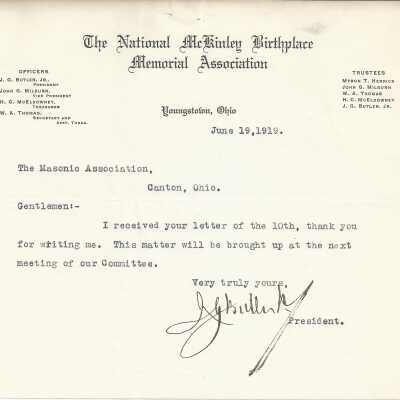 The National McKinley Birthplace
Memorial Association
OFFICERS
J. G. BUTLER, JR.,
PRESIDENT
JOHN G. MILBURN,
VICE PRESIDENT
H. C. McELDOWNEY,
TREASURER
W. A. THOMAS,
SECRETARY AND
ASST. TREAS.
TRUSTEES
MYRON T. HERRICK
JOHN G. MILBURN
W. A. THOMAS
H. C. McELDOWNEY
J. G. BUTLER, JR.
Youngstown, Ohio
June 19,1919.
The Masonic Association,
Canton, Ohio.
Gentlemen:-
I received your letter of the 10th, thank you
for writing me. This matter will be brought up at the next
meeting of our Committee.
Very truly yours,
J G Butler Jr
President.